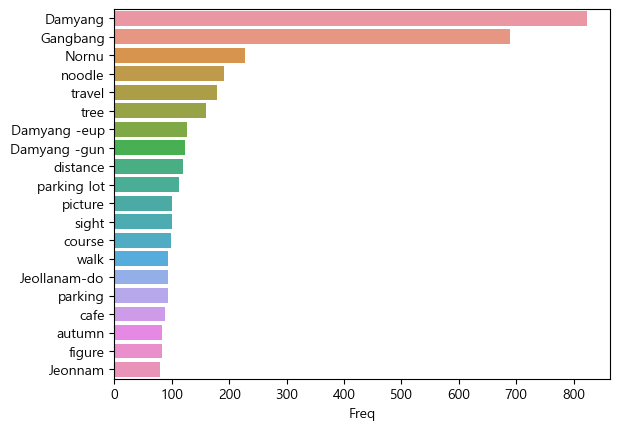 Damyang
Gangbang
Nornu
noodle
travel
tree
Damyang -eup
Damyang -gun
distance
parking lot
picture
sight
course
walk
Jeollanam-do
parking
cafe
autumn
figure
Jeonnam
0 100 200 300 400 500 600 700 800
Freq